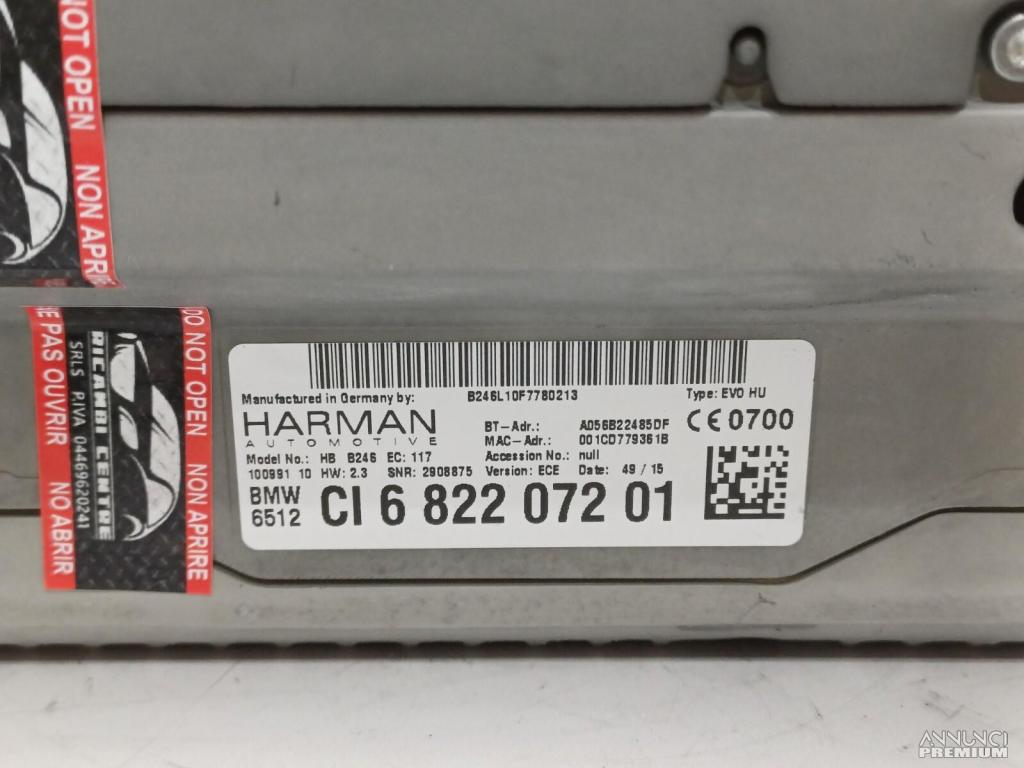 NOT OPEN NON APRI
DO NOT OPEN NON APRIRE
RE PAS OUVRIR NO ABRIR
RICAMBI CENTRE
SRLS P.IVA 04469620241
Manufactured in Germany by: B246L10F7780213 Type: EVO HU
HARMAN
AUTOMOTIVE
BT-Adr.: A056B22485DF CE 0700
MAC-Adr.: 001CD779361B
Model No.: HB B246 EC: 117 Accession No.: null
100991 10 HW: 2.3 SNR: 2908875 Version: ECE Date: 49 / 15
BMW
6512 CI 6 822 072 01
ANNUNCI
PREMIUM